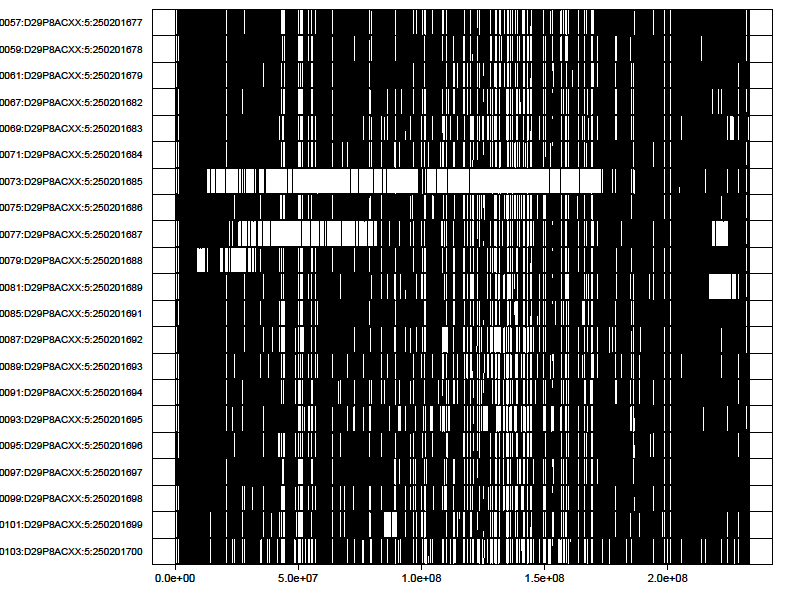 0057:D29P8ACXX:5:250201677
0059:D29P8ACXX:5:250201678
0061:D29P8ACXX:5:250201679
0067:D29P8ACXX:5:250201682
0069:D29P8ACXX:5:250201683
0071:D29P8ACXX:5:250201684
0073:D29P8ACXX:5:250201685
0075:D29P8ACXX:5:250201686
0077:D29P8ACXX:5:250201687
0079:D29P8ACXX:5:250201688
0081:D29P8ACXX:5:250201689
0085:D29P8ACXX:5:250201691
0087:D29P8ACXX:5:250201692
0089:D29P8ACXX:5:250201693
0091:D29P8ACXX:5:250201694
0093:D29P8ACXX:5:250201695
0095:D29P8ACXX:5:250201696
0097:D29P8ACXX:5:250201697
0099:D29P8ACXX:5:250201698
0101:D29P8ACXX:5:250201699
0103:D29P8ACXX:5:250201700
0.0e+00 5.0e+07 1.0e+08 1.5e+08 2.0e+08